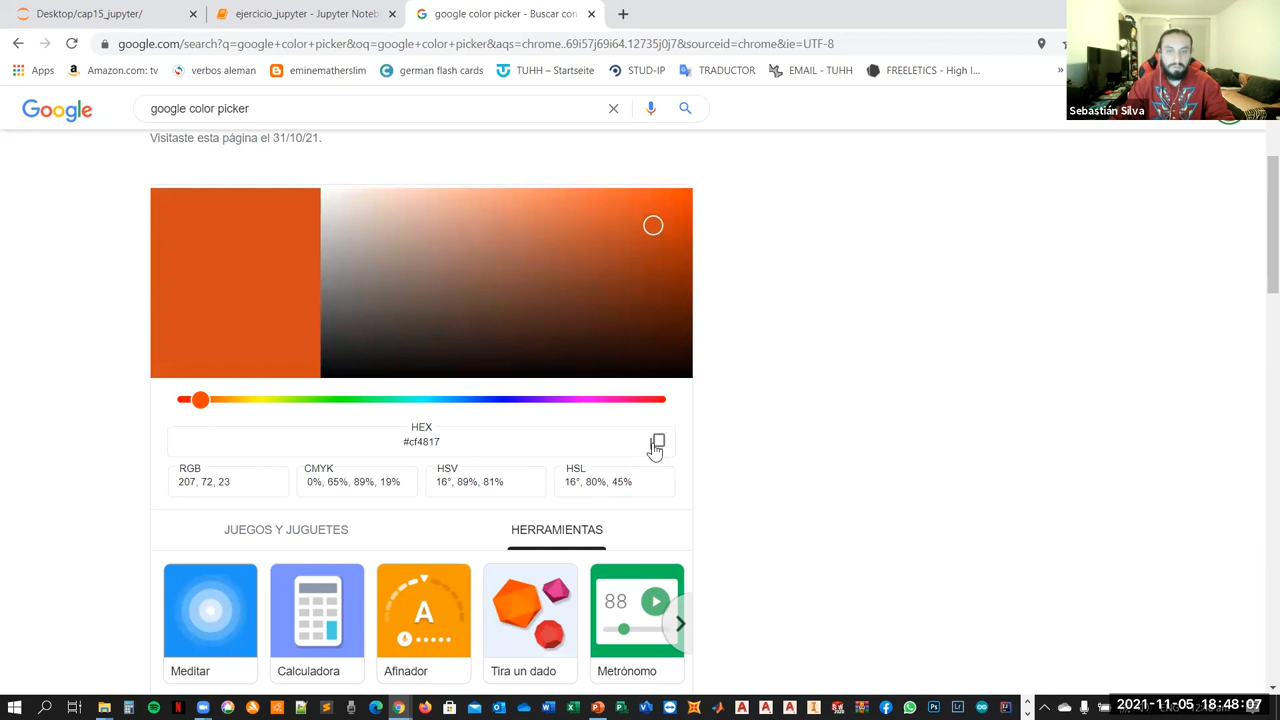 Desktop/cap15_jupyter/
ejercicio_jupyter - Jupyter Noteb
google color picker - Buscar con
google.com/search?q=google+color+picker&oq=google+color+picker&aqs=chrome..69i57j69i64.12735j0j7&sourceid=chrome&ie=UTF-8
Apps
Amazon.com: tv
verbos aleman
eminematherslim
german flash cards
TUHH – Startseite
STUD-IP
TRADUCTOR
EMAIL - TUHH
FREELETICS - High I...
»
Sebastián Silva
Google
google color picker
Visitaste esta página el 31/10/21.
HEX
#cf4817
RGB
207, 72, 23
CMYK
0%, 65%, 89%, 19%
HSV
16°, 89%, 81%
HSL
16°, 80%, 45%
JUEGOS Y JUGUETES
HERRAMIENTAS
A
88
Meditar
Calculadora
Afinador
Tira un dado
Metrónomo
2021-11-05 18:48:07